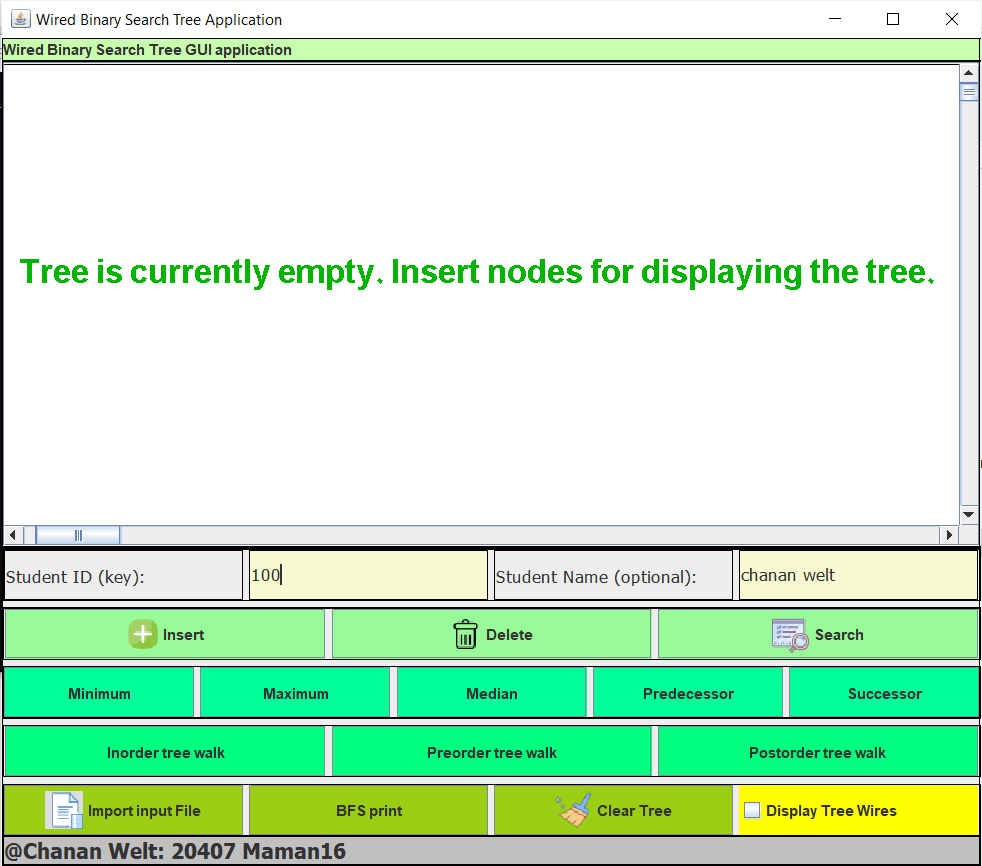 Wired Binary Search Tree Application
Wired Binary Search Tree GUI application
Tree is currently empty. Insert nodes for displaying the tree.
Student ID (key): 100 Student Name (optional): chanan welt
Insert Delete Search
Minimum Maximum Median Predecessor Successor
Inorder tree walk Preorder tree walk Postorder tree walk
Import input File BFS print Clear Tree Display Tree Wires
@Chanan Welt: 20407 Maman16